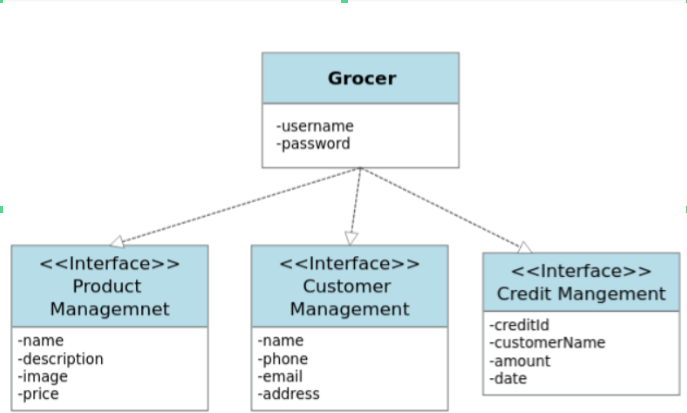 Grocer
-username
-password
<<Interface>>
Product
Managemnet
-name
-description
-image
-price
<<Interface>>
Customer
Management
-name
-phone
-email
-address
<<Interface>>
Credit Mangement
-creditId
-customerName
-amount
-date